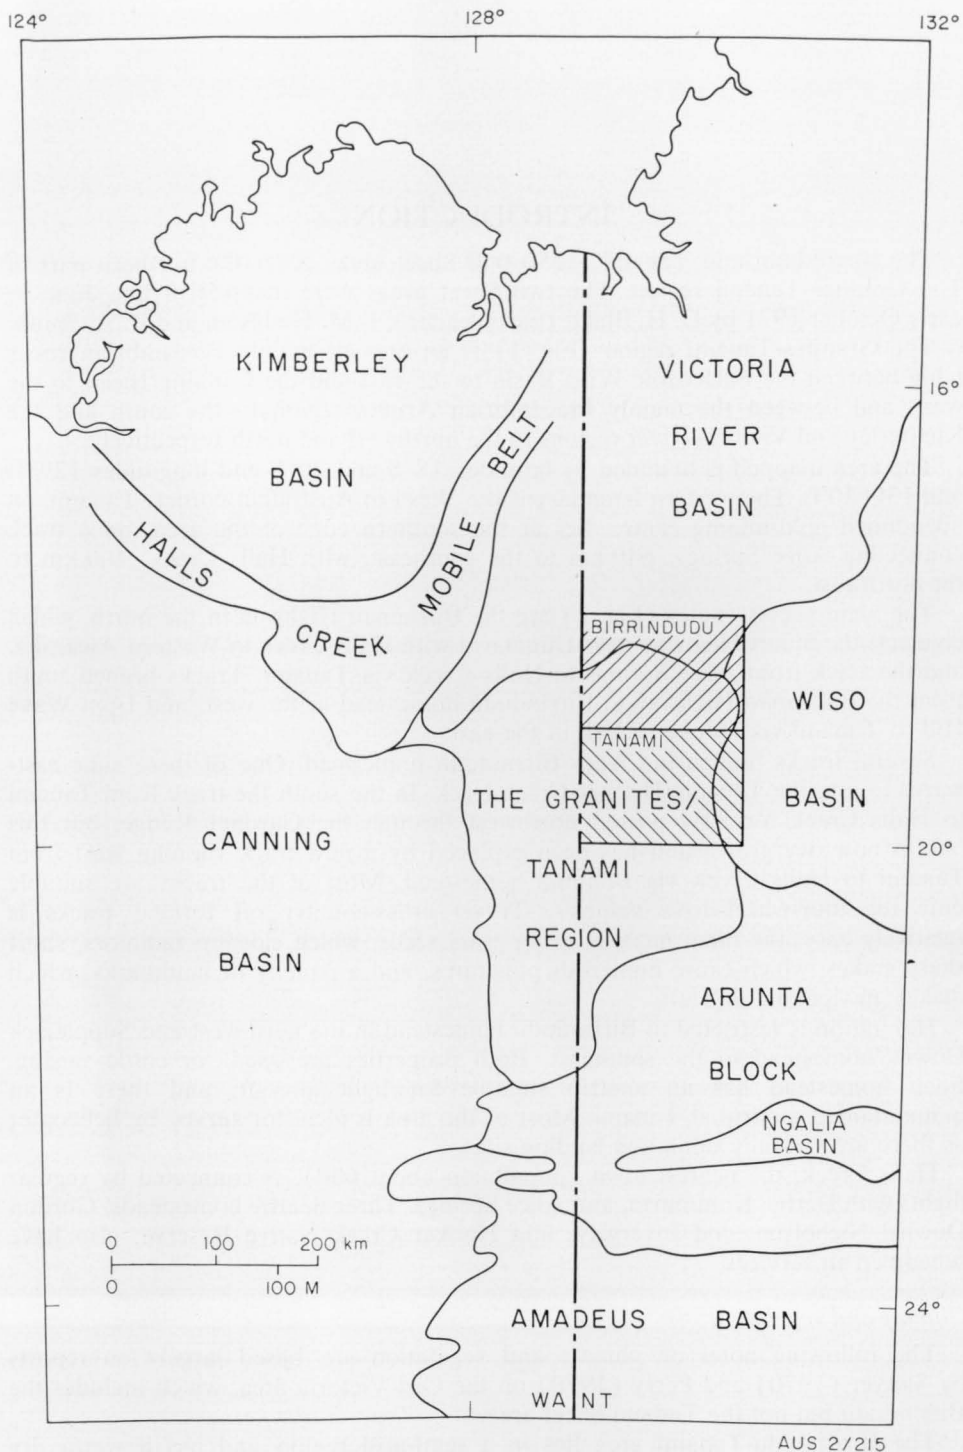 124° 128° 132°
KIMBERLEY
BASIN
VICTORIA
RIVER
BASIN
16°
HALLS
CREEK
MOBILE
BELT
BIRRINDUDU
TANAMI
WISO
BASIN
THE GRANITES/
TANAMI
REGION
20°
CANNING
BASIN
ARUNTA
BLOCK
NGALIA
BASIN
0 100 200 km
0 100 M
AMADEUS BASIN
24°
WA NT
AUS 2/215